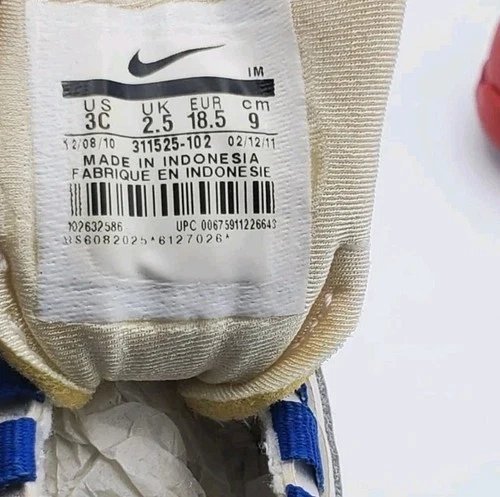 IM
US UK EUR cm
3C 2.5 18.5 9
12/08/10 311525-102 02/12/11
MADE IN INDONESIA
FABRIQUE EN INDONESIE
102632586 UPC 00675911226643
*6127026*